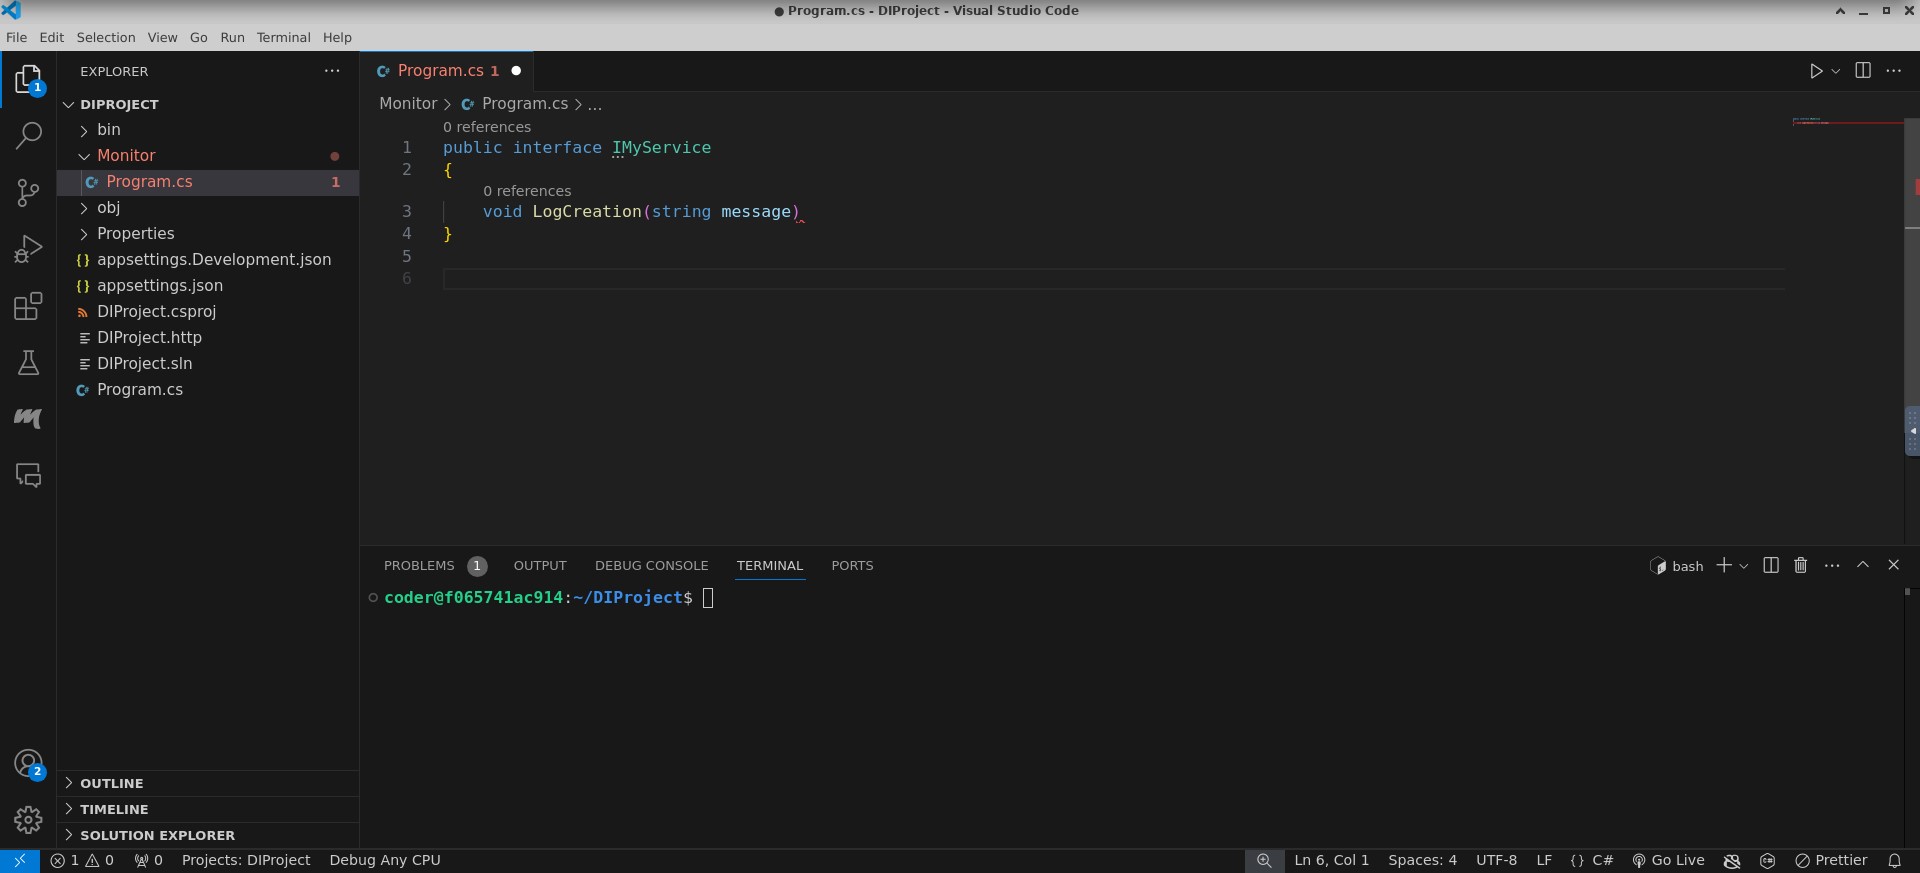 ● Program.cs - DIProject - Visual Studio Code
File Edit Selection View Go Run Terminal Help
1
EXPLORER
DIPROJECT
bin
Monitor
Program.cs 1
obj
Properties
{} appsettings.Development.json
{} appsettings.json
DIProject.csproj
DIProject.http
DIProject.sln
C# Program.cs
OUTLINE
TIMELINE
SOLUTION EXPLORER
2
Program.cs 1
Monitor > Program.cs > ...
0 references
1 public interface IMyService
2 {
0 references
3 void LogCreation(string message)
4 }
5
6
PROBLEMS 1 OUTPUT DEBUG CONSOLE TERMINAL PORTS
bash
coder@f065741ac914:~/DIProject$
1 0 0 Projects: DIProject Debug Any CPU
Ln 6, Col 1 Spaces: 4 UTF-8 LF {} C# Go Live Prettier